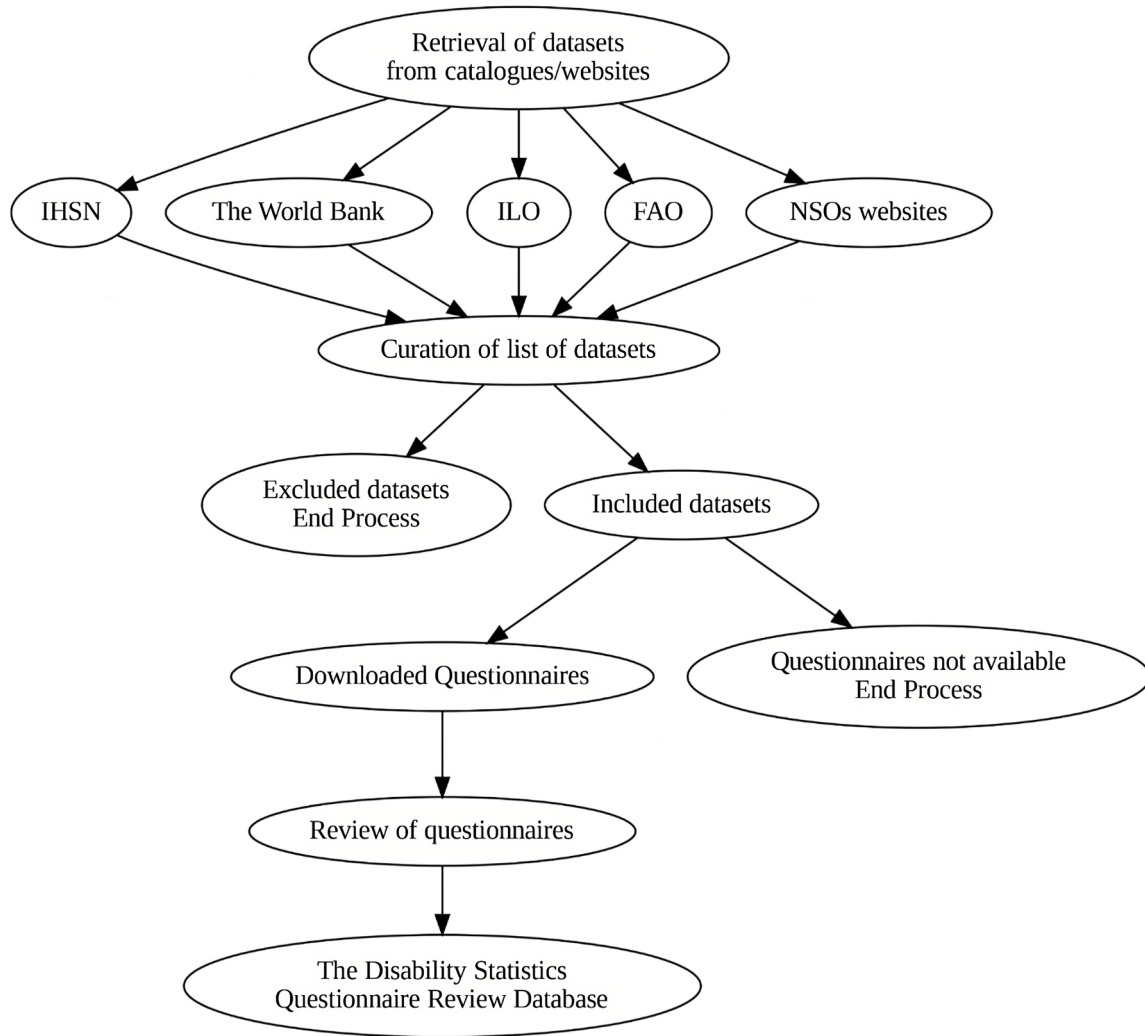 Retrieval of datasets
from catalogues/websites
IHSN
The World Bank
ILO
FAO
NSOs websites
Curation of list of datasets
Excluded datasets
End Process
Included datasets
Downloaded Questionnaires
Questionnaires not available
End Process
Review of questionnaires
The Disability Statistics
Questionnaire Review Database